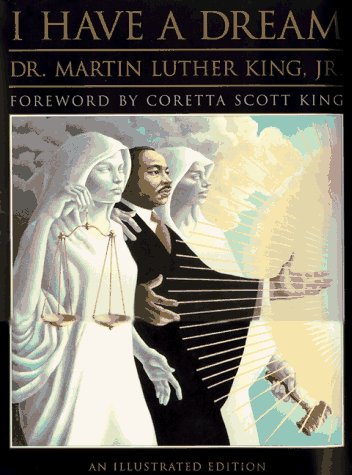 I HAVE A DREAM
DR. MARTIN LUTHER KING, JR.
FOREWORD BY CORETTA SCOTT KING
AN ILLUSTRATED EDITION